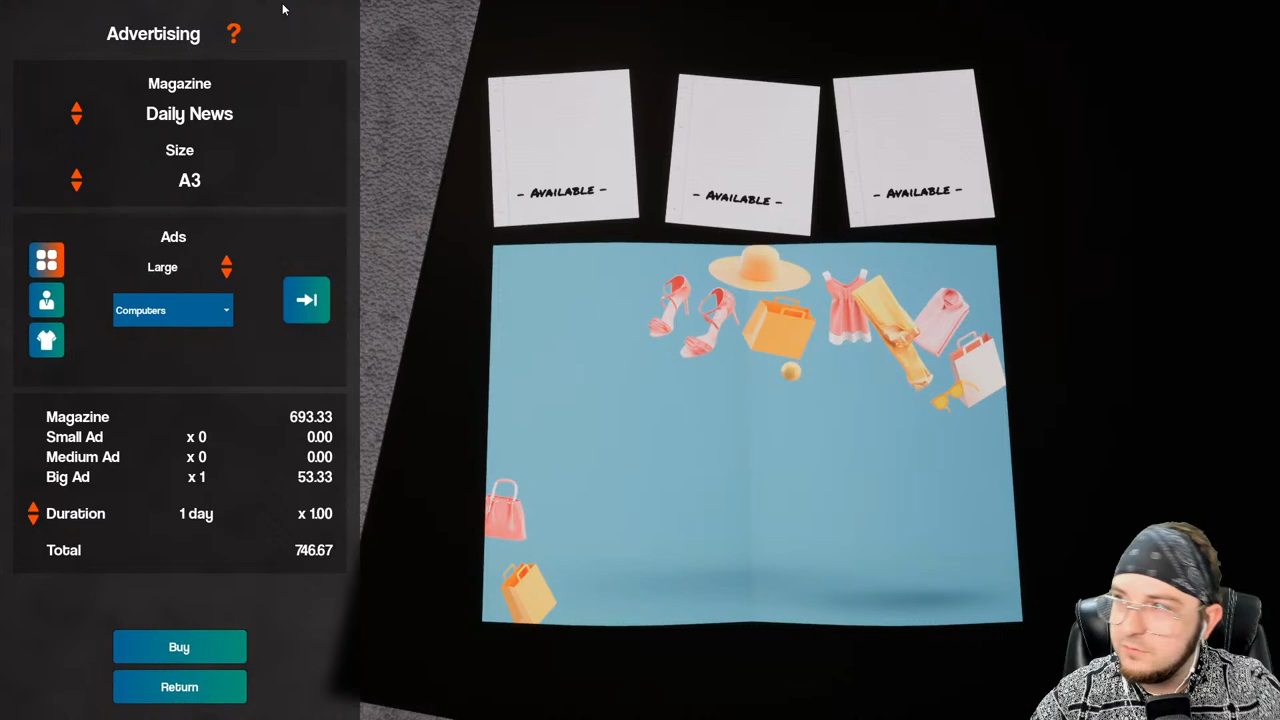 Advertising ?
Magazine
Daily News
Size
A3
Ads
Large
Computers
Magazine 693.33
Small Ad x 0 0.00
Medium Ad x 0 0.00
Big Ad x 1 53.33
Duration 1 day x 1.00
Total 746.67
Buy
Return
- AVAILABLE -
- AVAILABLE -
- AVAILABLE -